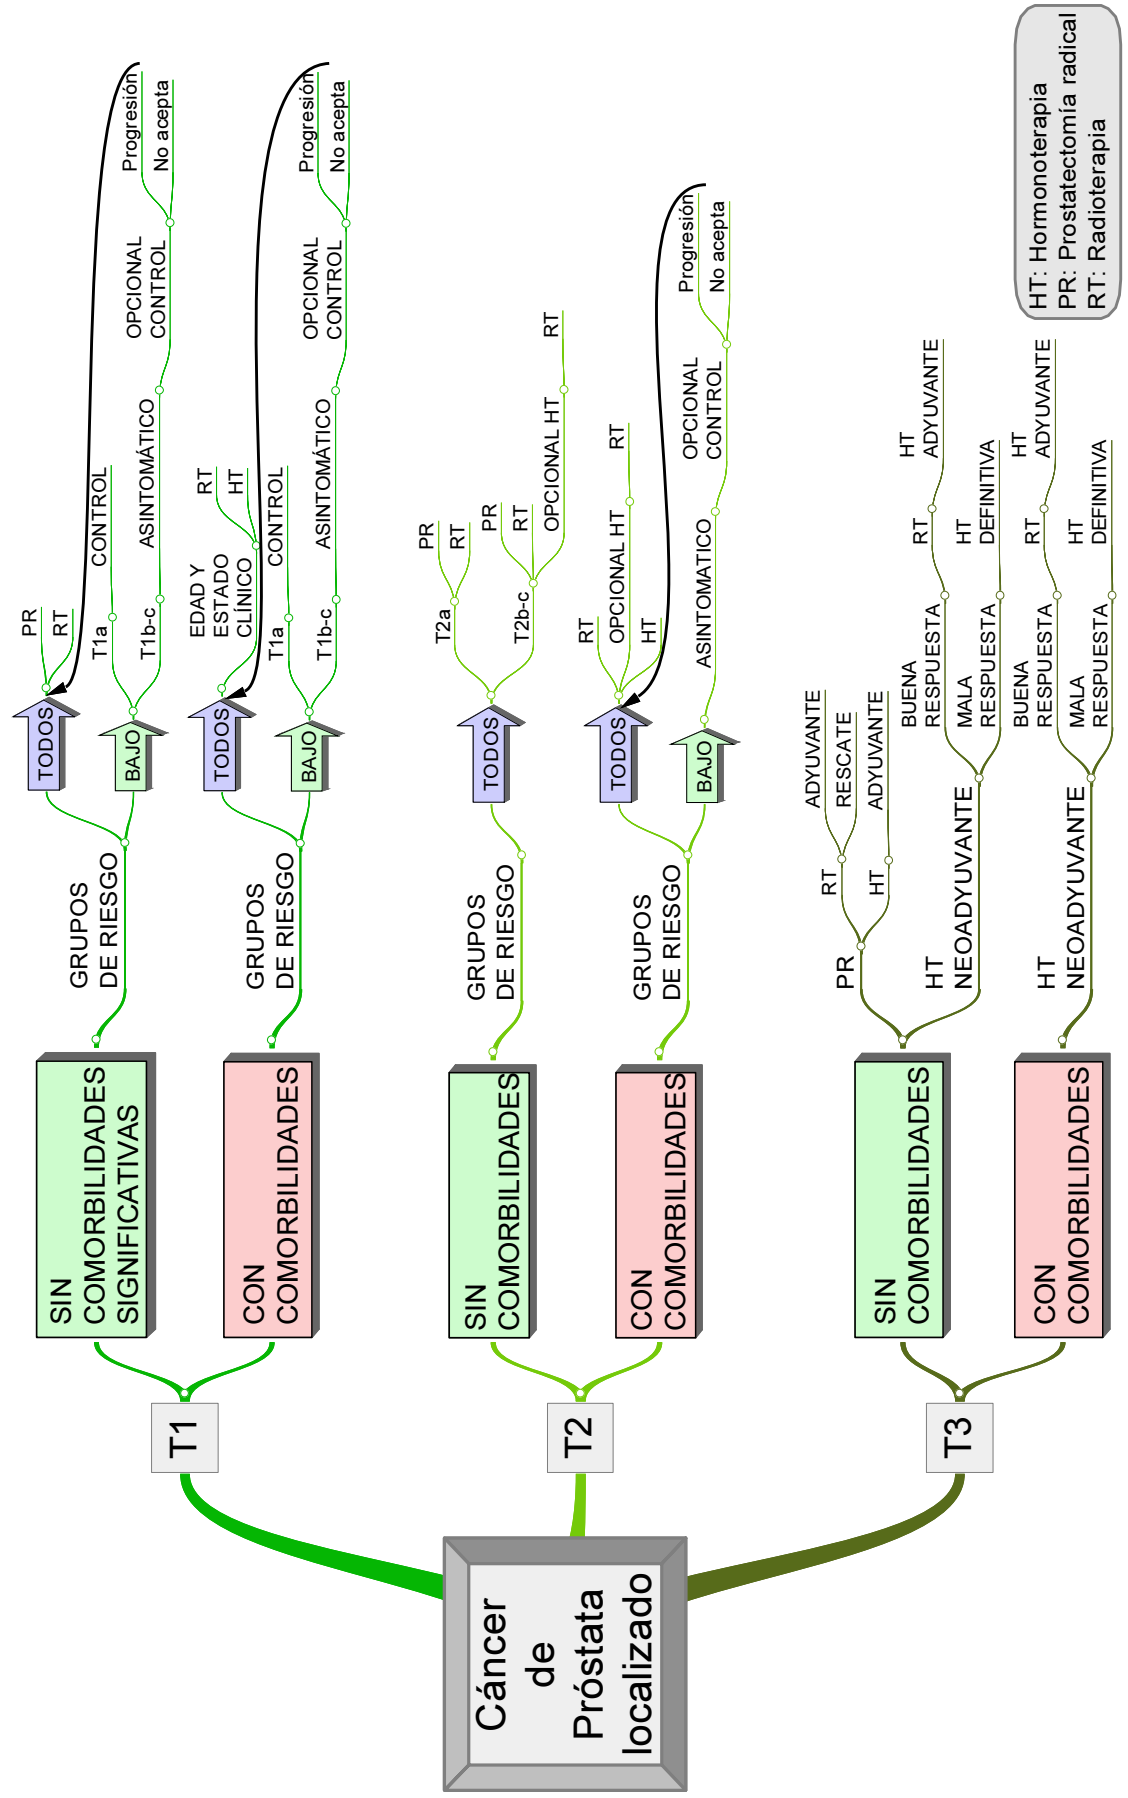 Cáncer
de
Próstata
localizado
T1
SIN
COMORBILIDADES
SIGNIFICATIVAS
GRUPOS
DE RIESGO
TODOS
PR
RT
BAJO
T1a
CONTROL
T1b-c
ASINTOMÁTICO
OPCIONAL
CONTROL
Progresión
No acepta
CON
COMORBILIDADES
GRUPOS
DE RIESGO
TODOS
EDAD Y
ESTADO
CLÍNICO
RT
HT
BAJO
T1a
CONTROL
T1b-c
ASINTOMÁTICO
OPCIONAL
CONTROL
Progresión
No acepta
T2
SIN
COMORBILIDADES
GRUPOS
DE RIESGO
TODOS
T2a
PR
RT
T2b-c
PR
RT
OPCIONAL HT
RT
CON
COMORBILIDADES
GRUPOS
DE RIESGO
TODOS
RT
OPCIONAL HT
RT
HT
BAJO
ASINTOMATICO
OPCIONAL
CONTROL
Progresión
No acepta
T3
SIN
COMORBILIDADES
PR
RT
ADYUVANTE
RESCATE
HT
ADYUVANTE
HT
NEOADYUVANTE
BUENA
RESPUESTA
RT
HT
ADYUVANTE
MALA
RESPUESTA
HT
DEFINITIVA
CON
COMORBILIDADES
HT
NEOADYUVANTE
BUENA
RESPUESTA
RT
HT
ADYUVANTE
MALA
RESPUESTA
HT
DEFINITIVA
HT: Hormonoterapia
PR: Prostatectomía radical
RT: Radioterapia